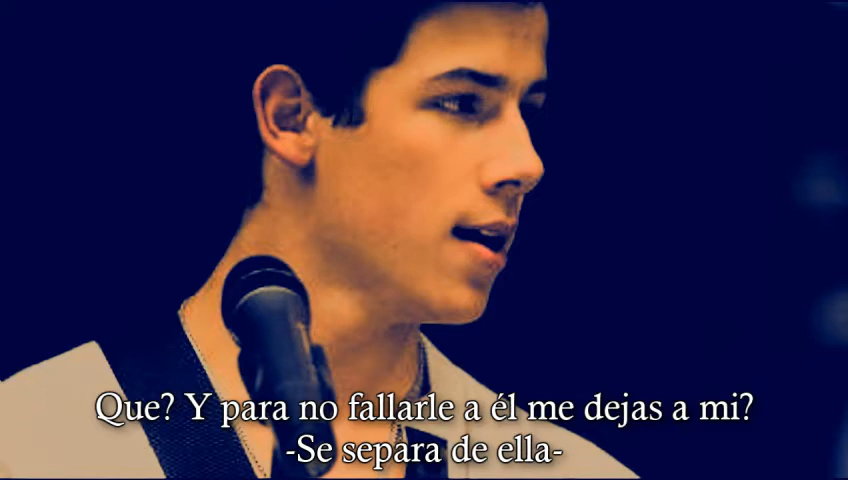 Que? Y para no fallarle a él me dejas a mi?
-Se separa de ella-